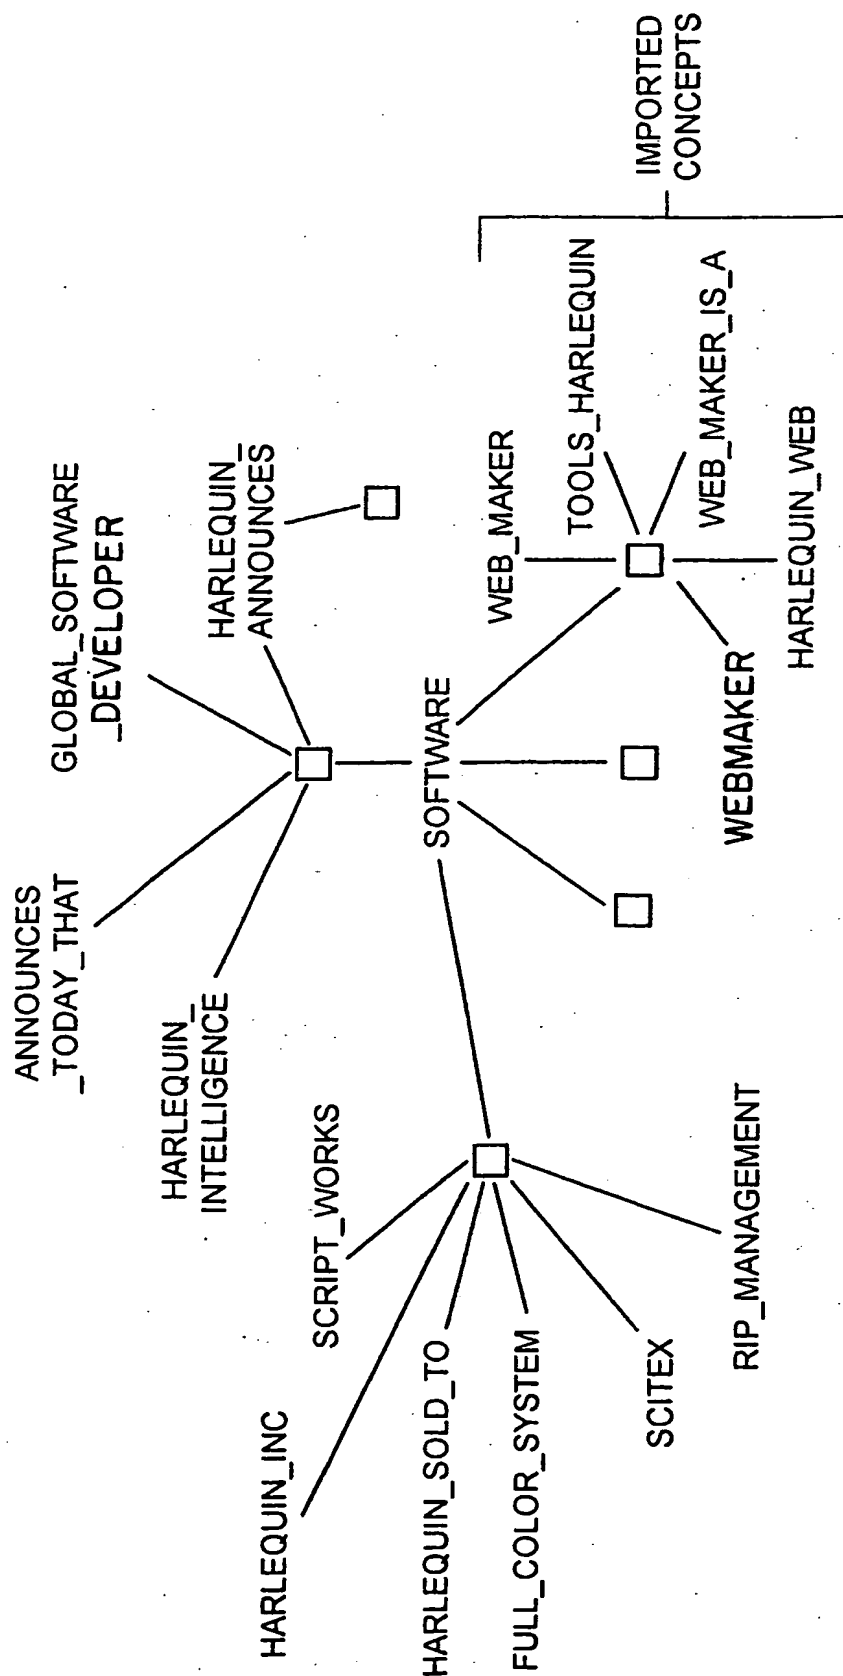 ANNOUNCES
_TODAY_THAT
GLOBAL_SOFTWARE
_DEVELOPER
HARLEQUIN_
INTELLIGENCE
HARLEQUIN_
ANNOUNCES
HARLEQUIN_INC
SCRIPT_WORKS
HARLEQUIN_SOLD_TO
FULL_COLOR_SYSTEM
SCITEX
RIP_MANAGEMENT
SOFTWARE
WEB_MAKER
TOOLS_HARLEQUIN
WEB_MAKER_IS_A
HARLEQUIN_WEB
WEBMAKER
IMPORTED
CONCEPTS